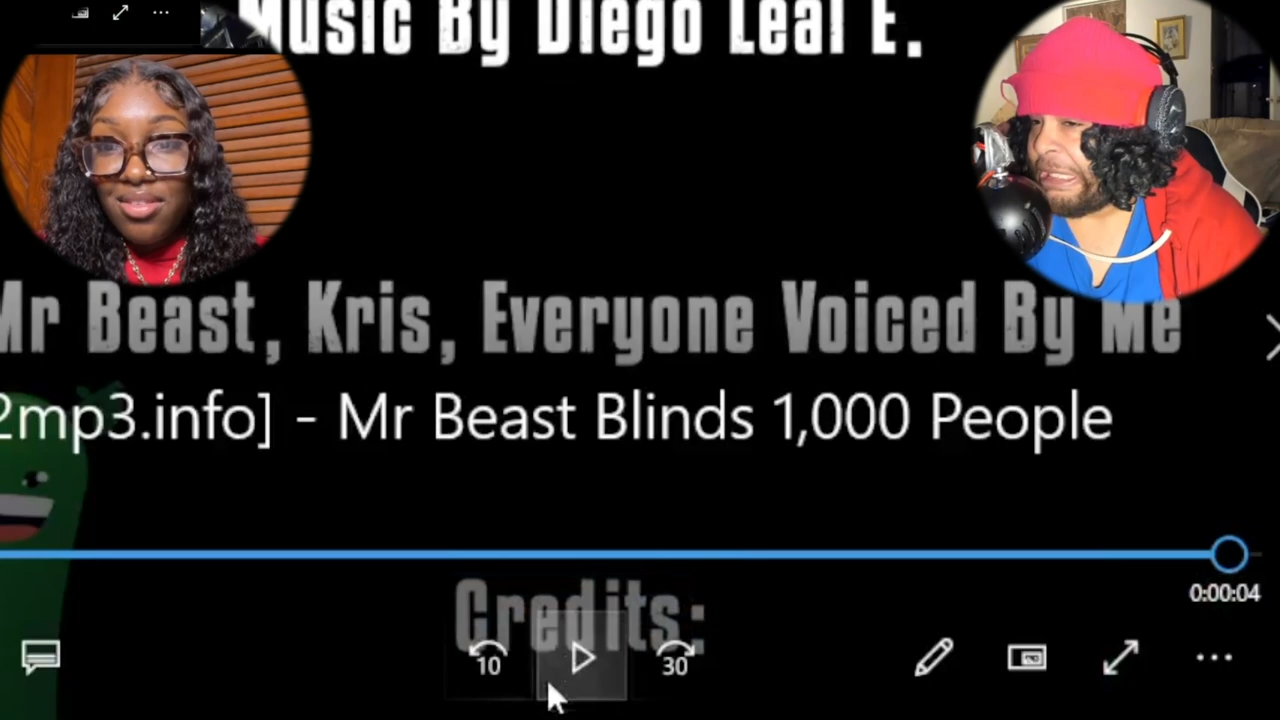 Music By Diego Leal E.
Mr Beast, Kris, Everyone Voiced By Me
2mp3.info] - Mr Beast Blinds 1,000 People
0:00:04
Credits:
10
30